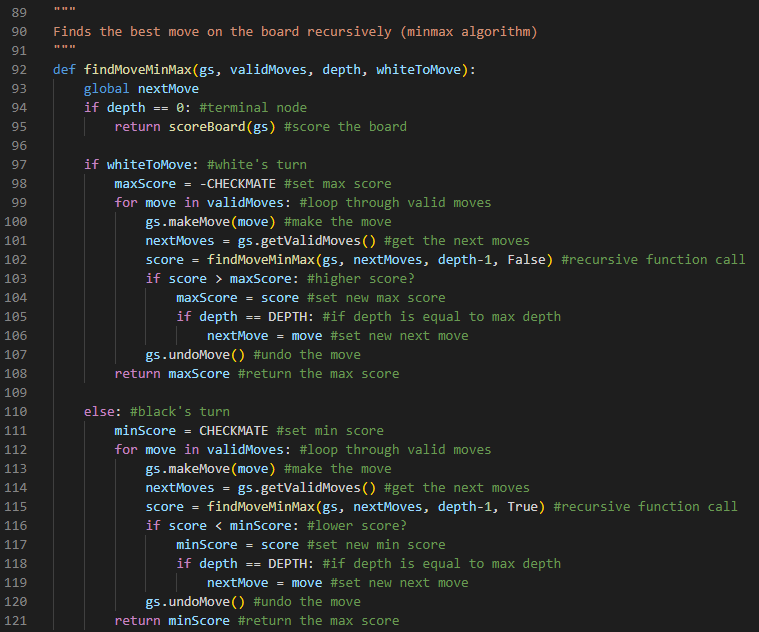 89 """
90 Finds the best move on the board recursively (minmax algorithm)
91 """
92 def findMoveMinMax(gs, validMoves, depth, whiteToMove):
93     global nextMove
94     if depth == 0: #terminal node
95         return scoreBoard(gs) #score the board
96
97     if whiteToMove: #white's turn
98         maxScore = -CHECKMATE #set max score
99         for move in validMoves: #loop through valid moves
100             gs.makeMove(move) #make the move
101             nextMoves = gs.getValidMoves() #get the next moves
102             score = findMoveMinMax(gs, nextMoves, depth-1, False) #recursive function call
103             if score > maxScore: #higher score?
104                 maxScore = score #set new max score
105                 if depth == DEPTH: #if depth is equal to max depth
106                     nextMove = move #set new next move
107             gs.undoMove() #undo the move
108         return maxScore #return the max score
109
110     else: #black's turn
111         minScore = CHECKMATE #set min score
112         for move in validMoves: #loop through valid moves
113             gs.makeMove(move) #make the move
114             nextMoves = gs.getValidMoves() #get the next moves
115             score = findMoveMinMax(gs, nextMoves, depth-1, True) #recursive function call
116             if score < minScore: #lower score?
117                 minScore = score #set new min score
118                 if depth == DEPTH: #if depth is equal to max depth
119                     nextMove = move #set new next move
120             gs.undoMove() #undo the move
121         return minScore #return the max score